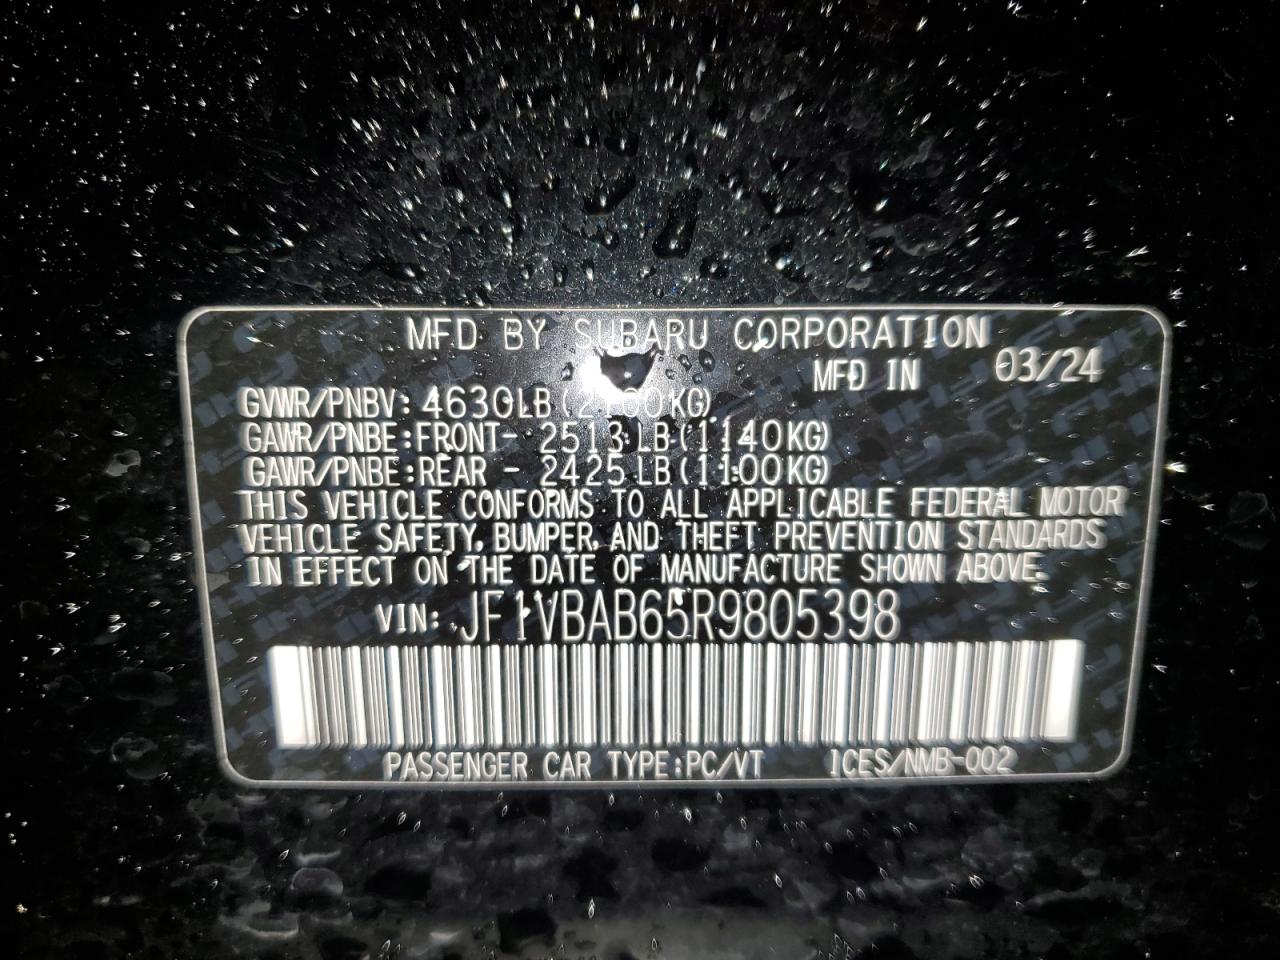 MFD BY SUBARU CORPORATION
MFD IN 03/24
GVWR/PNBV: 4630LB (2100KG)
GAWR/PNBE: FRONT- 2513 LB (1140KG)
GAWR/PNBE: REAR - 2425 LB (1100KG)
THIS VEHICLE CONFORMS TO ALL APPLICABLE FEDERAL MOTOR
VEHICLE SAFETY, BUMPER, AND THEFT PREVENTION STANDARDS
IN EFFECT ON THE DATE OF MANUFACTURE SHOWN ABOVE.
VIN: JF1VBAB65R9805398
PASSENGER CAR TYPE: PC/VT ICES/NMB-002